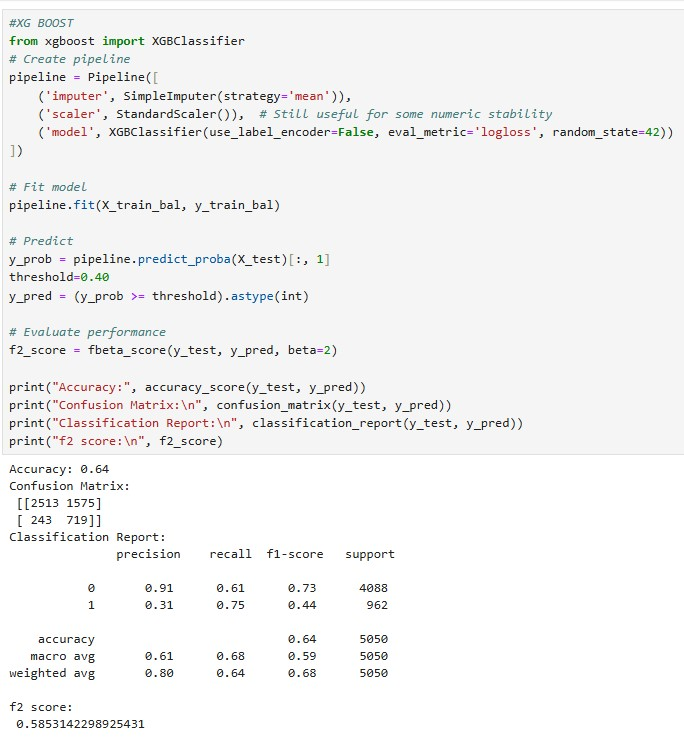 #XG BOOST
from xgboost import XGBClassifier
# Create pipeline
pipeline = Pipeline([
    ('imputer', SimpleImputer(strategy='mean')),
    ('scaler', StandardScaler()),  # Still useful for some numeric stability
    ('model', XGBClassifier(use_label_encoder=False, eval_metric='logloss', random_state=42))
])

# Fit model
pipeline.fit(X_train_bal, y_train_bal)

# Predict
y_prob = pipeline.predict_proba(X_test)[:, 1]
threshold=0.40
y_pred = (y_prob >= threshold).astype(int)

# Evaluate performance
f2_score = fbeta_score(y_test, y_pred, beta=2)

print("Accuracy:", accuracy_score(y_test, y_pred))
print("Confusion Matrix:\n", confusion_matrix(y_test, y_pred))
print("Classification Report:\n", classification_report(y_test, y_pred))
print("f2 score:\n", f2_score)
Accuracy: 0.64
Confusion Matrix:
 [[2513 1575]
 [ 243  719]]
Classification Report:
               precision    recall  f1-score   support

           0       0.91      0.61      0.73      4088
           1       0.31      0.75      0.44       962

    accuracy                           0.64      5050
   macro avg       0.61      0.68      0.59      5050
weighted avg       0.80      0.64      0.68      5050

f2 score:
 0.5853142298925431